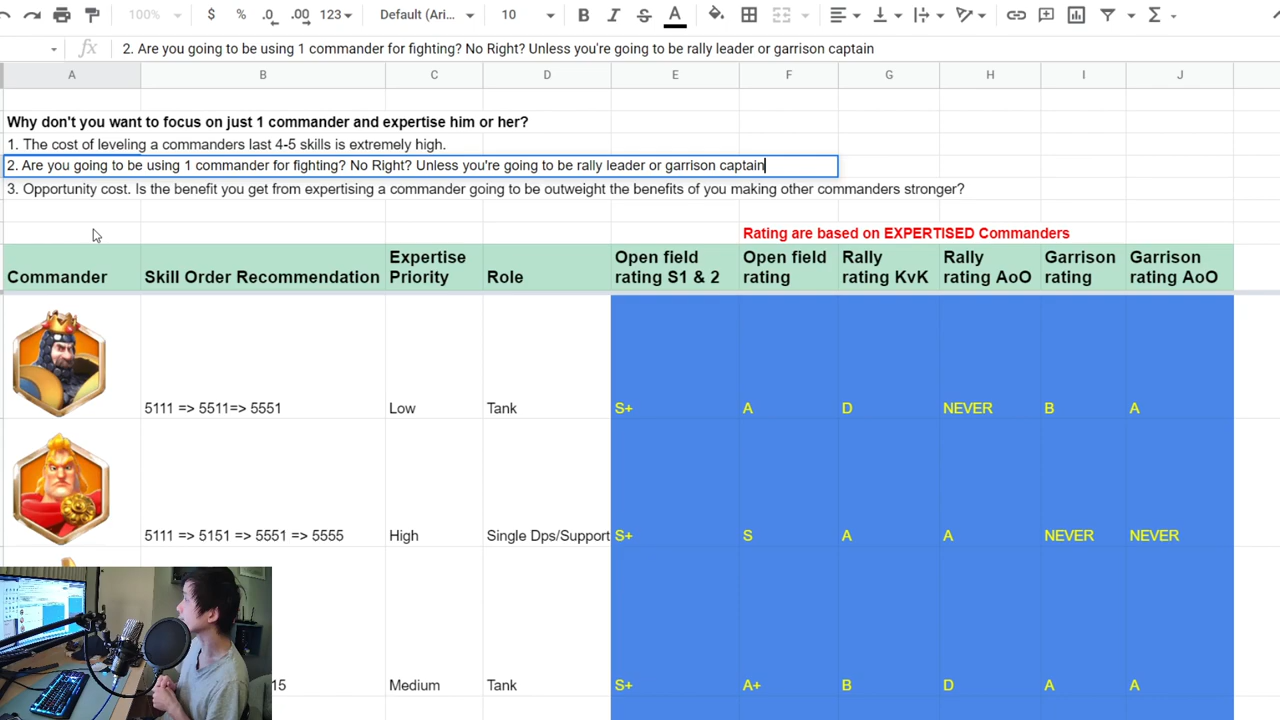 100%
$ % .0 .00 123 Default (Ari... 10 B I S A
fx 2. Are you going to be using 1 commander for fighting? No Right? Unless you're going to be rally leader or garrison captain
A B C D E F G H I J
Why don't you want to focus on just 1 commander and expertise him or her?
1. The cost of leveling a commanders last 4-5 skills is extremely high.
2. Are you going to be using 1 commander for fighting? No Right? Unless you're going to be rally leader or garrison captain
3. Opportunity cost. Is the benefit you get from expertising a commander going to be outweight the benefits of you making other commanders stronger?
Rating are based on EXPERTISED Commanders
Commander Skill Order Recommendation Expertise Priority Role Open field rating S1 & 2 Open field rating Rally rating KvK Rally rating AoO Garrison rating Garrison rating AoO
5111 => 5511=> 5551 Low Tank S+ A D NEVER B A
5111 => 5151 => 5551 => 5555 High Single Dps/Support S+ S A A NEVER NEVER
15 Medium Tank S+ A+ B D A A